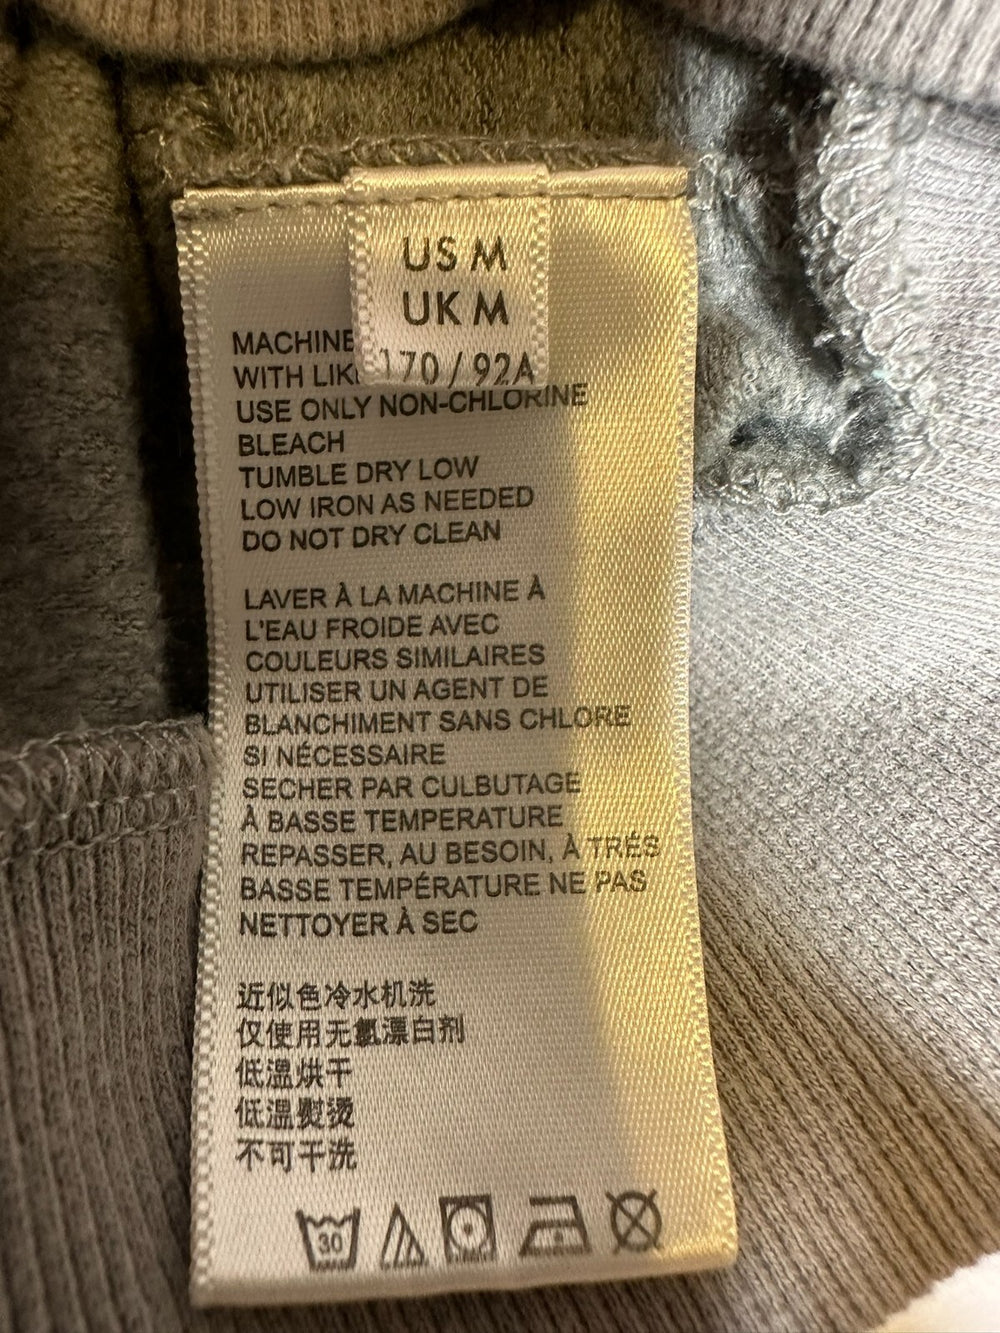 US M
UK M
170 / 92A
MACHINE
WITH
USE ONLY NON-CHLORINE
BLEACH
TUMBLE DRY LOW
LOW IRON AS NEEDED
DO NOT DRY CLEAN
LAVER À LA MACHINE À
L'EAU FROIDE AVEC
COULEURS SIMILAIRES
UTILISER UN AGENT DE
BLANCHIMENT SANS CHLORE
SI NÉCESSAIRE
SECHER PAR CULBUTAGE
À BASSE TEMPERATURE
REPASSER, AU BESOIN, À TRÉS
BASSE TEMPÉRATURE NE PAS
NETTOYER À SEC
近似色冷水机洗
仅使用无氯漂白剂
低温烘干
低温熨烫
不可干洗
30